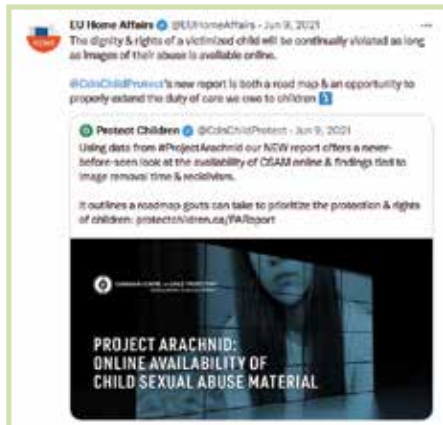 EU Home Affairs @EUHomeAffairs · Jun 9, 2021
The dignity & rights of a victimized child will be continually violated as long
as images of their abuse is available online.
@CdnChildProtect's new report is both a road map & an opportunity to
properly extend the duty of care we owe to children
Protect Children @CdnChildProtect · Jun 9, 2021
Using data from #ProjectArachnid our NEW report offers a never-
before-seen look at the availability of CSAM online & findings tied to
image removal time & recidivism.
It outlines a roadmap govts can take to prioritize the protection & rights
of children: protectchildren.ca/PAReport
CANADIAN CENTRE for CHILD PROTECTION
PROJECT ARACHNID:
ONLINE AVAILABILITY OF
CHILD SEXUAL ABUSE MATERIAL